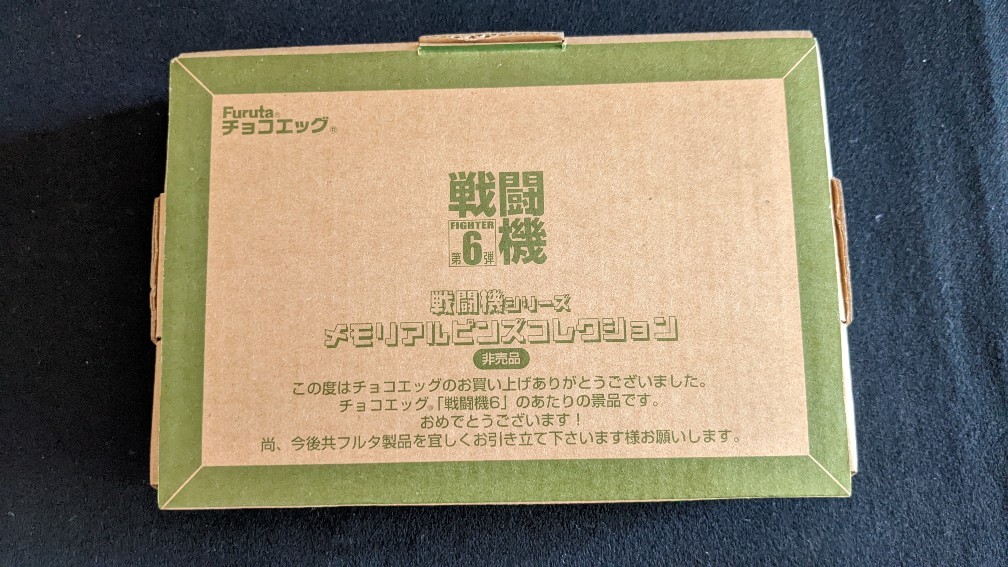 Furuta®
チョコエッグ®
戦闘
FIGHTER
第6弾
機
戦闘機シリーズ
メモリアルピンズコレクション
非売品
この度はチョコエッグのお買い上げありがとうございました。
チョコエッグ®「戦闘機6」のあたりの景品です。
おめでとうございます！
尚、今後共フルタ製品を宜しくお引き立て下さいます様お願いします。